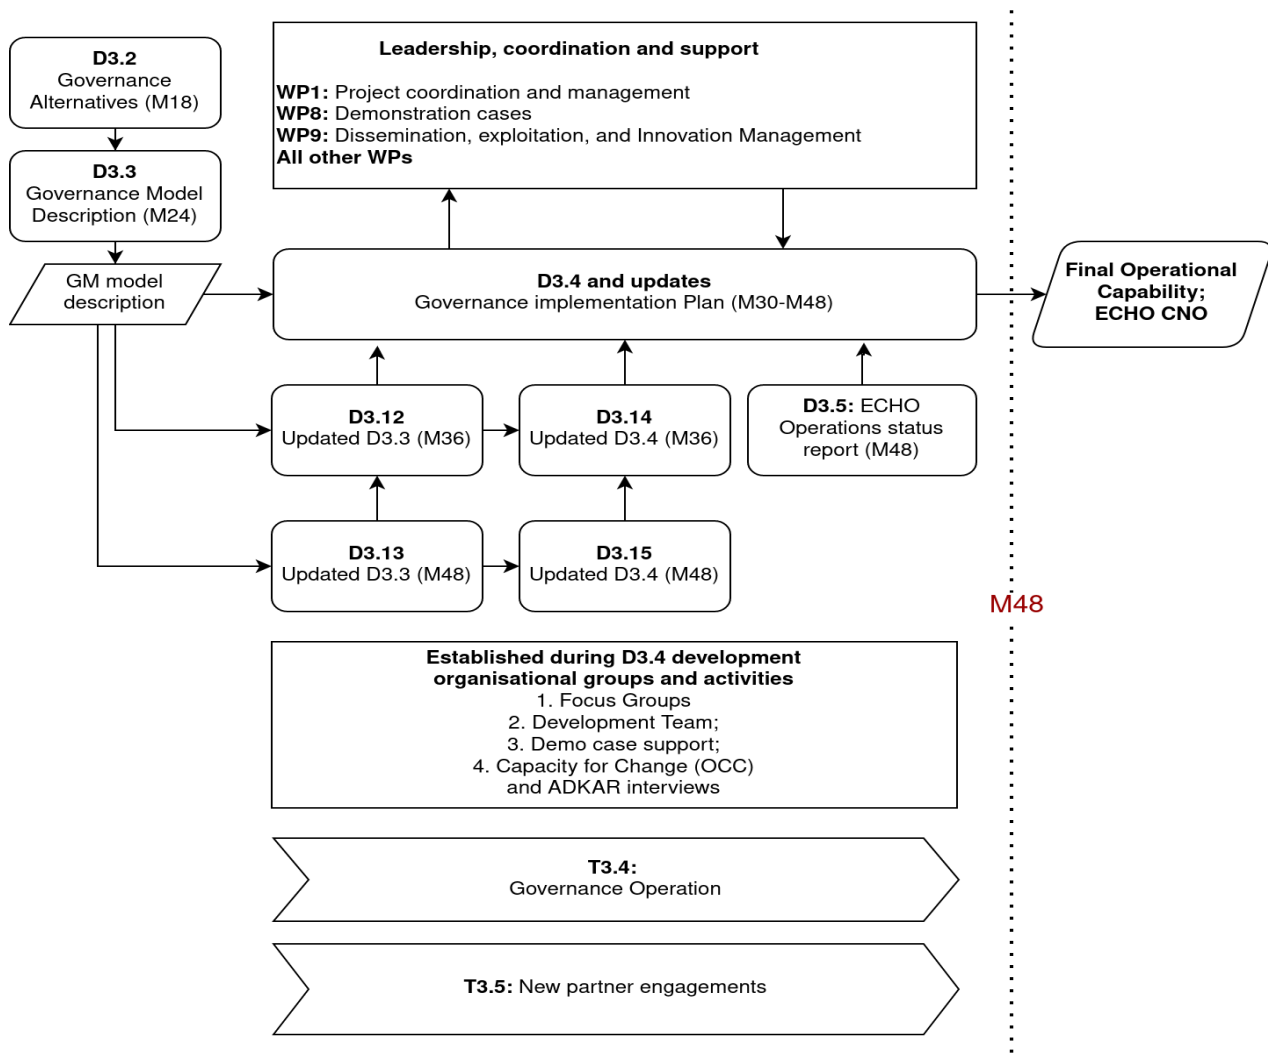 D3.2
Governance
Alternatives (M18)
D3.3
Governance Model
Description (M24)
GM model
description
Leadership, coordination and support
WP1: Project coordination and management
WP8: Demonstration cases
WP9: Dissemination, exploitation, and Innovation Management
All other WPs
D3.4 and updates
Governance implementation Plan (M30-M48)
Final Operational
Capability;
ECHO CNO
D3.12
Updated D3.3 (M36)
D3.14
Updated D3.4 (M36)
D3.5: ECHO
Operations status
report (M48)
D3.13
Updated D3.3 (M48)
D3.15
Updated D3.4 (M48)
M48
Established during D3.4 development
organisational groups and activities
1. Focus Groups
2. Development Team;
3. Demo case support;
4. Capacity for Change (OCC)
and ADKAR interviews
T3.4:
Governance Operation
T3.5: New partner engagements